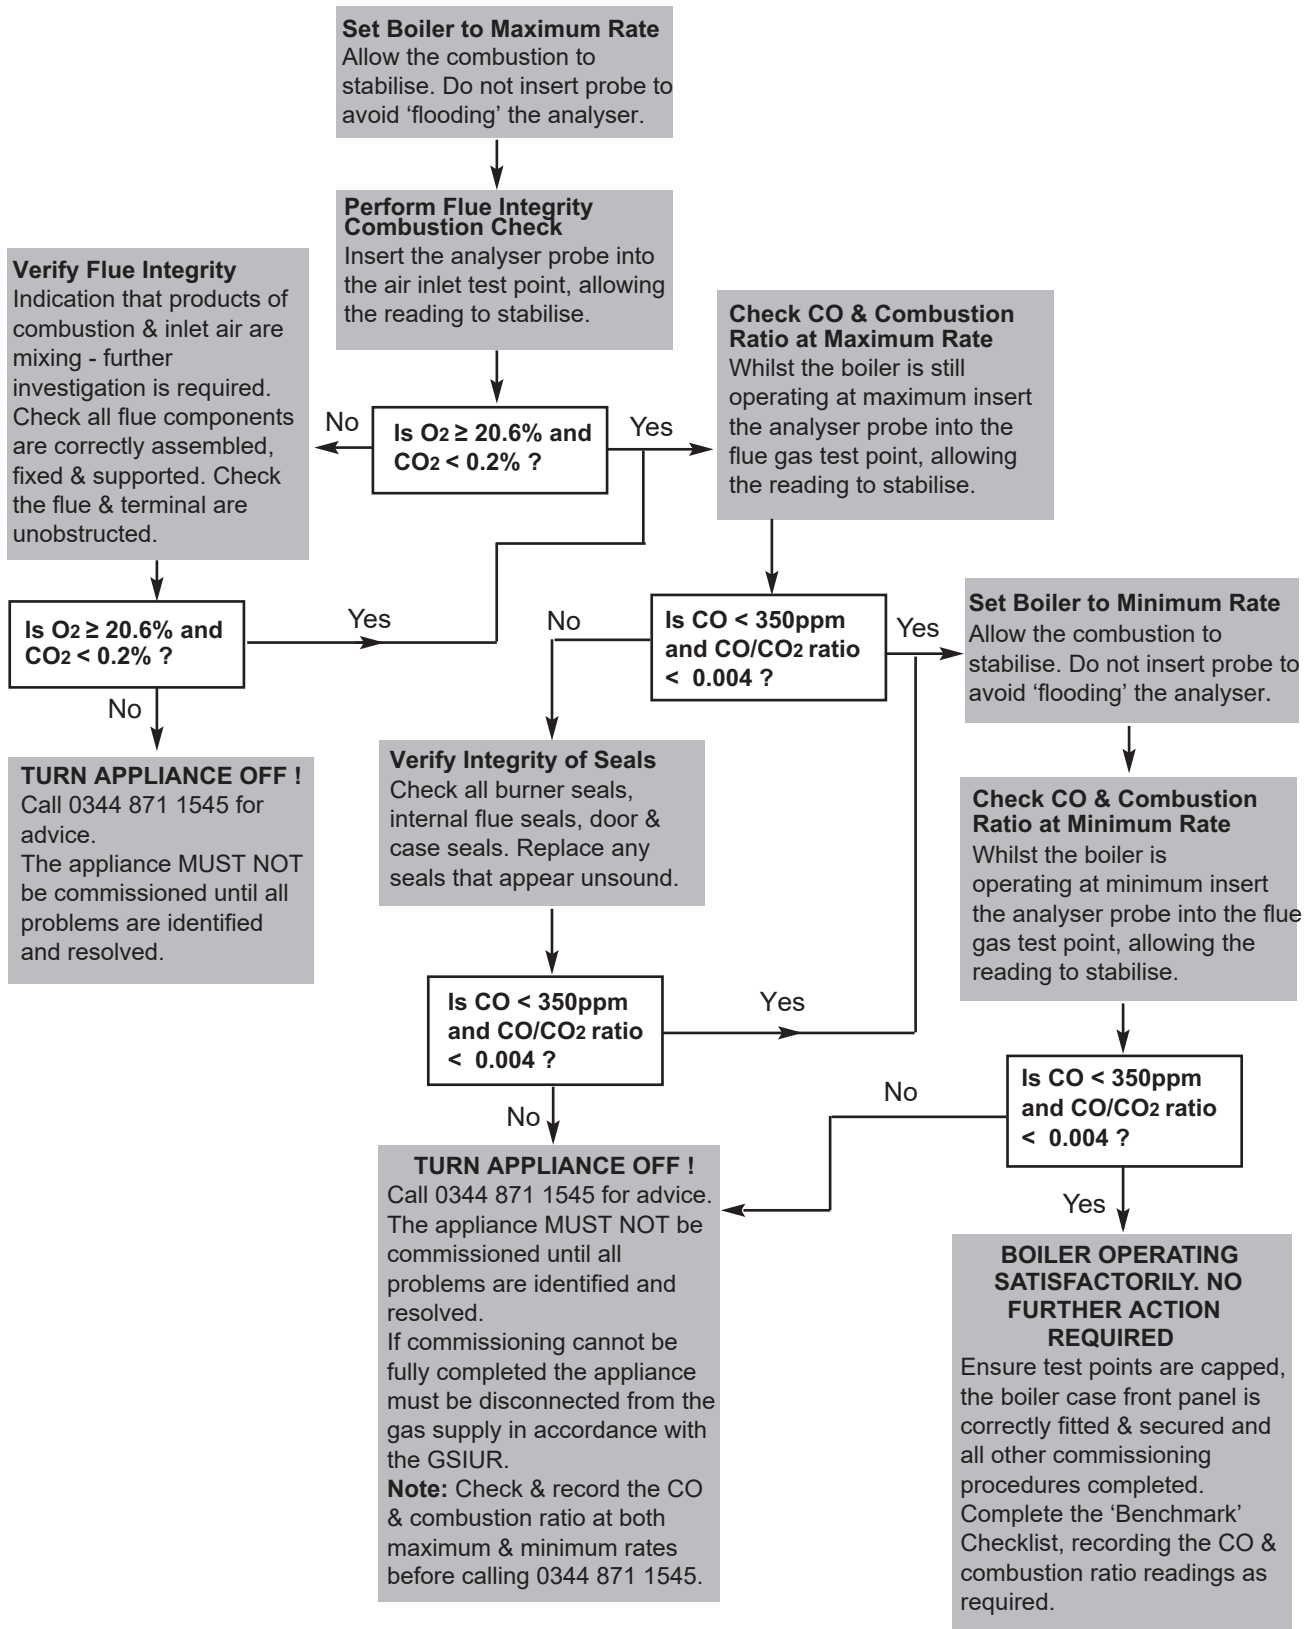 Set Boiler to Maximum Rate
Allow the combustion to
stabilise. Do not insert probe to
avoid ‘flooding’ the analyser.
Perform Flue Integrity
Combustion Check
Insert the analyser probe into
the air inlet test point, allowing
the reading to stabilise.
Verify Flue Integrity
Indication that products of
combustion & inlet air are
mixing - further
investigation is required.
Check all flue components
are correctly assembled,
fixed & supported. Check
the flue & terminal are
unobstructed.
No
Is O2 ≥ 20.6% and
CO2 < 0.2% ?
Yes
Check CO & Combustion
Ratio at Maximum Rate
Whilst the boiler is still
operating at maximum insert
the analyser probe into the
flue gas test point, allowing
the reading to stabilise.
Is O2 ≥ 20.6% and
CO2 < 0.2% ?
Yes
No
TURN APPLIANCE OFF !
Call 0344 871 1545 for
advice.
The appliance MUST NOT
be commissioned until all
problems are identified
and resolved.
No
Is CO < 350ppm
and CO/CO2 ratio
< 0.004 ?
Yes
Set Boiler to Minimum Rate
Allow the combustion to
stabilise. Do not insert probe to
avoid ‘flooding’ the analyser.
Verify Integrity of Seals
Check all burner seals,
internal flue seals, door &
case seals. Replace any
seals that appear unsound.
Check CO & Combustion
Ratio at Minimum Rate
Whilst the boiler is
operating at minimum insert
the analyser probe into the flue
gas test point, allowing the
reading to stabilise.
Is CO < 350ppm
and CO/CO2 ratio
< 0.004 ?
Yes
No
Is CO < 350ppm
and CO/CO2 ratio
< 0.004 ?
No
Yes
TURN APPLIANCE OFF !
Call 0344 871 1545 for advice.
The appliance MUST NOT be
commissioned until all
problems are identified and
resolved.
If commissioning cannot be
fully completed the appliance
must be disconnected from the
gas supply in accordance with
the GSIUR.
Note: Check & record the CO
& combustion ratio at both
maximum & minimum rates
before calling 0344 871 1545.
BOILER OPERATING
SATISFACTORILY. NO
FURTHER ACTION
REQUIRED
Ensure test points are capped,
the boiler case front panel is
correctly fitted & secured and
all other commissioning
procedures completed.
Complete the ‘Benchmark’
Checklist, recording the CO &
combustion ratio readings as
required.